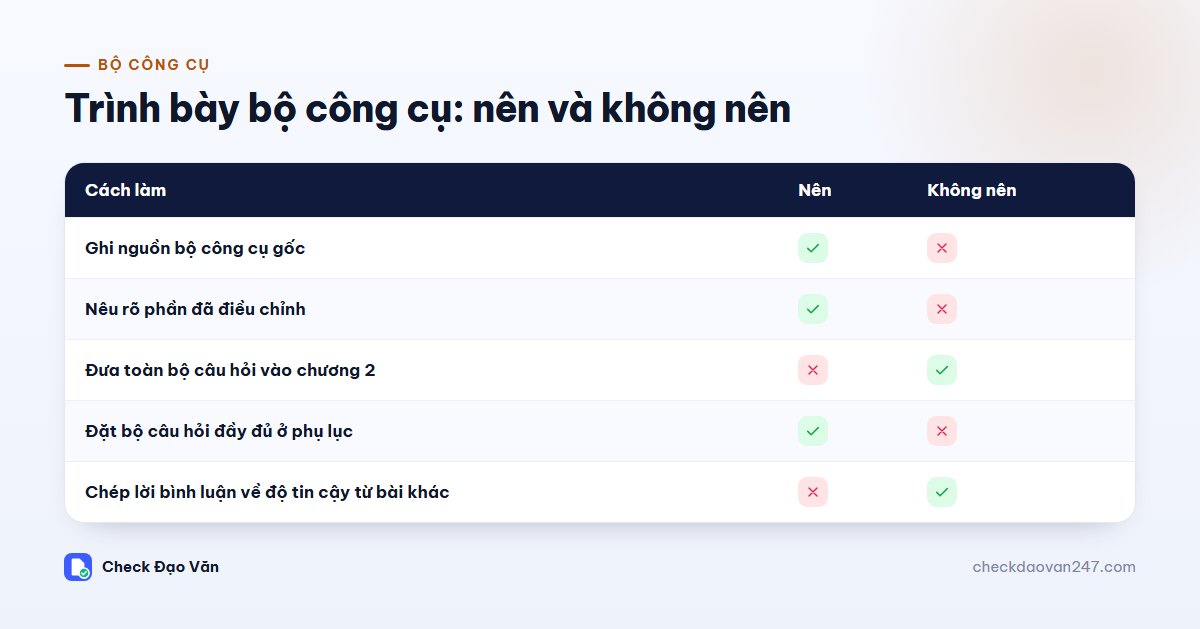 BỘ CÔNG CỤ
Trình bày bộ công cụ: nên và không nên
Cách làm Nên Không nên
Ghi nguồn bộ công cụ gốc
Nêu rõ phần đã điều chỉnh
Đưa toàn bộ câu hỏi vào chương 2
Đặt bộ câu hỏi đầy đủ ở phụ lục
Chép lời bình luận về độ tin cậy từ bài khác
Check Đạo Văn checkdaovan247.com